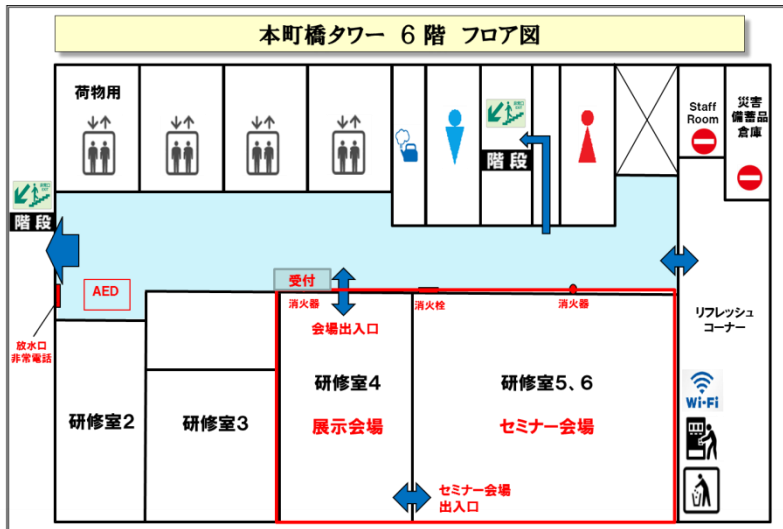 本町橋タワー 6階 フロア図
荷物用
階段
Staff
Room
災害
備蓄品
倉庫
階段
AED
受付
消火器
消火栓
消火器
会場出入口
放水口
非常電話
リフレッシュ
コーナー
研修室2
研修室3
研修室4
展示会場
研修室5、6
セミナー会場
Wi-Fi
セミナー会場
出入口